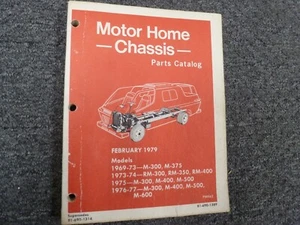 Motor Home
—Chassis—
Parts Catalog
FEBRUARY 1979
Models
1969-73—M-300, M-375
1973-74—RM-300, RM-350, RM-400
1975—M-300, M-400, M-500
1976-77—M-300, M-400, M-500,
M-600